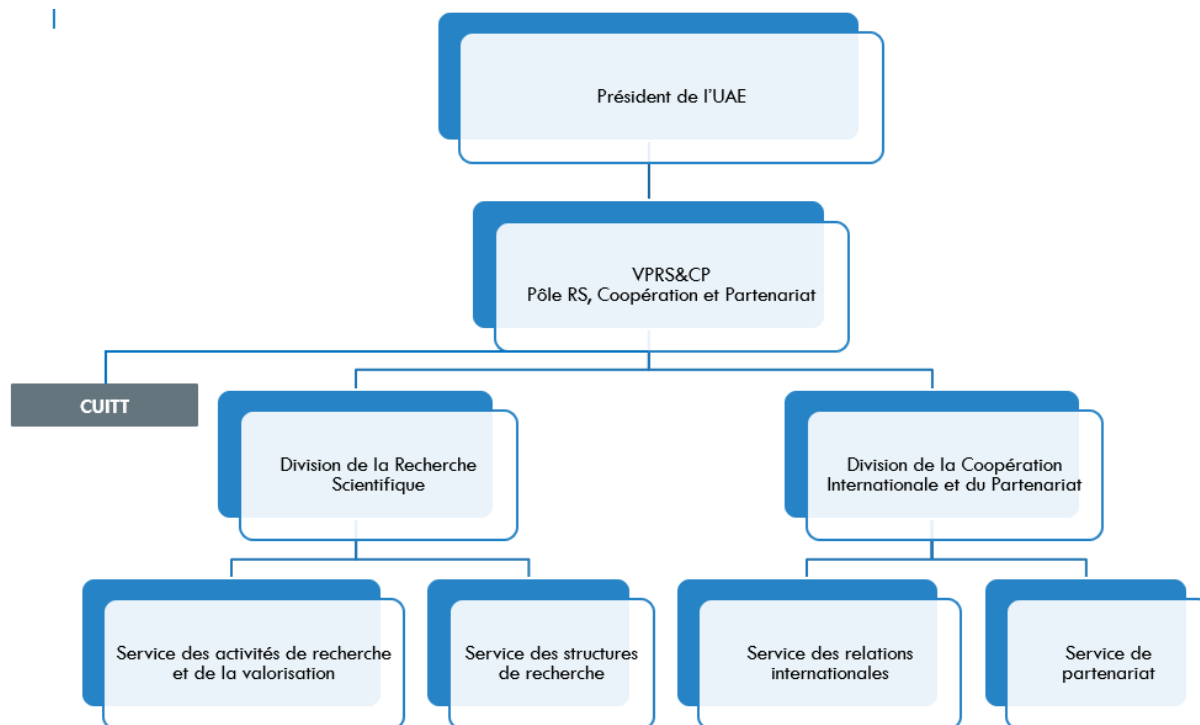 Président de l'UAE
VPRS&CP
Pôle RS, Coopération et Partenariat
CUITT
Division de la Recherche
Scientifique
Division de la Coopération
Internationale et du Partenariat
Service des activités de recherche
et de la valorisation
Service des structures
de recherche
Service des relations
internationales
Service de
partenariat